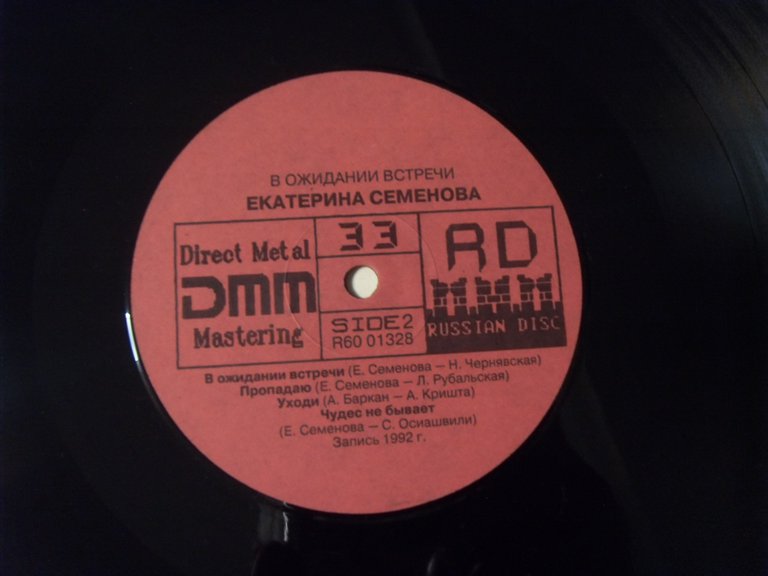 В ОЖИДАНИИ ВСТРЕЧИ
ЕКАТЕРИНА СЕМЕНОВА
Direct Metal
DMM
Mastering
33
SIDE2
R60 01328
RD
RUSSIAN DISC
В ожидании встречи (Е. Семенова — Н. Чернявская)
Пропадаю (Е. Семенова — Л. Рубальская)
Уходи (А. Баркан — А. Кришта)
Чудес не бывает
(Е. Семенова — С. Осиашвили)
Запись 1992 г.